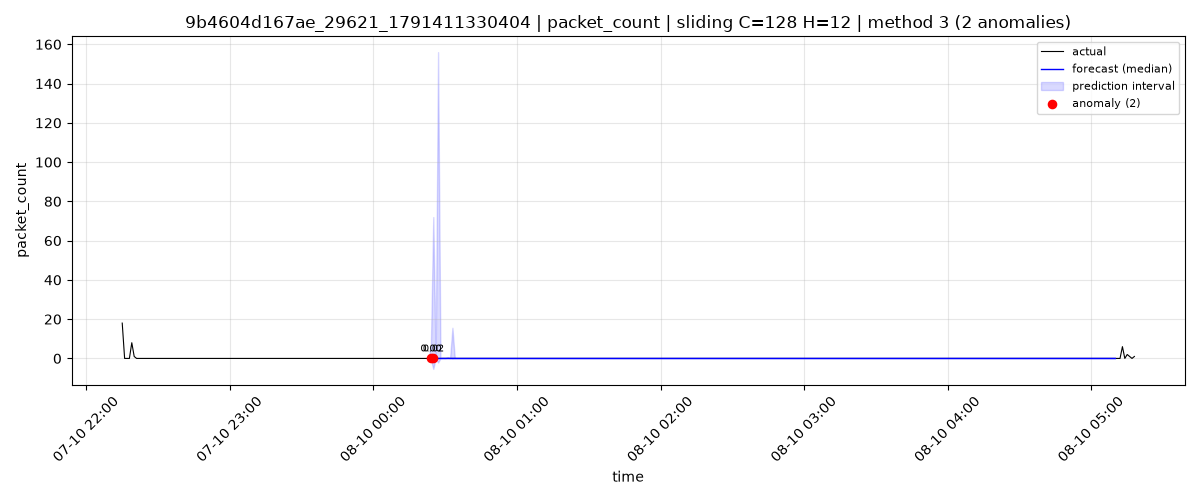 9b4604d167ae_29621_1791411330404 | packet_count | sliding C=128 H=12 | method 3 (2 anomalies)
actual
forecast (median)
prediction interval
anomaly (2)
packet_count
160
140
120
100
80
60
40
20
0
07-10 22:00
07-10 23:00
08-10 00:00
08-10 01:00
08-10 02:00
08-10 03:00
08-10 04:00
08-10 05:00
time